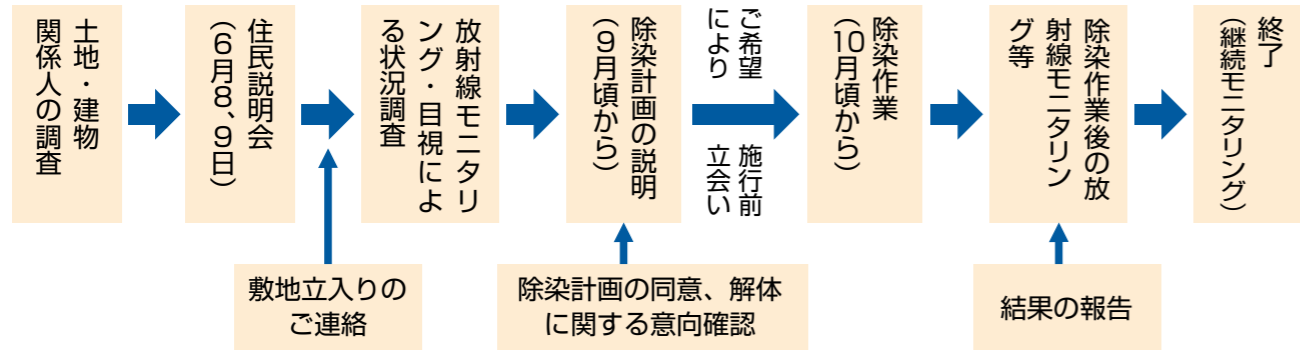 土地・建物
関係人の調査
住民説明会
（6月8、9日）
放射線モニタリ
ング・目視によ
る状況調査
除染計画の説明
（9月頃から）
ご希望
により
施行前
立会い
除染作業
（10月頃から）
除染作業後の放
射線モニタリン
グ等
終了
（継続モニタリング）
敷地立入りの
ご連絡
除染計画の同意、解体
に関する意向確認
結果の報告